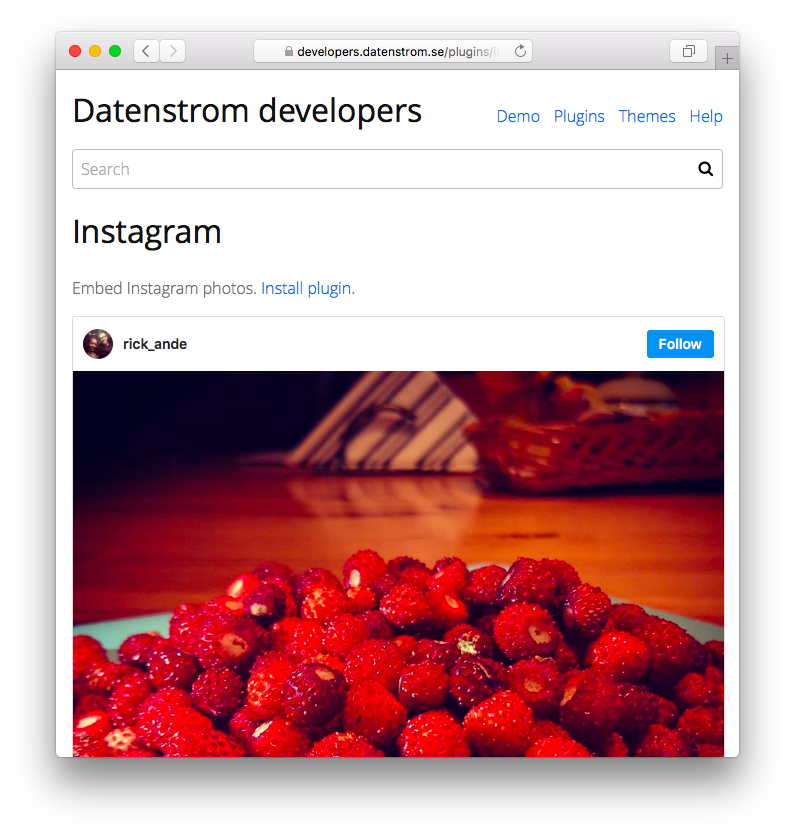 developers.datenstrom.se/plugins/
Datenstrom developers
Demo Plugins Themes Help
Search
Instagram
Embed Instagram photos. Install plugin.
rick_ande
Follow